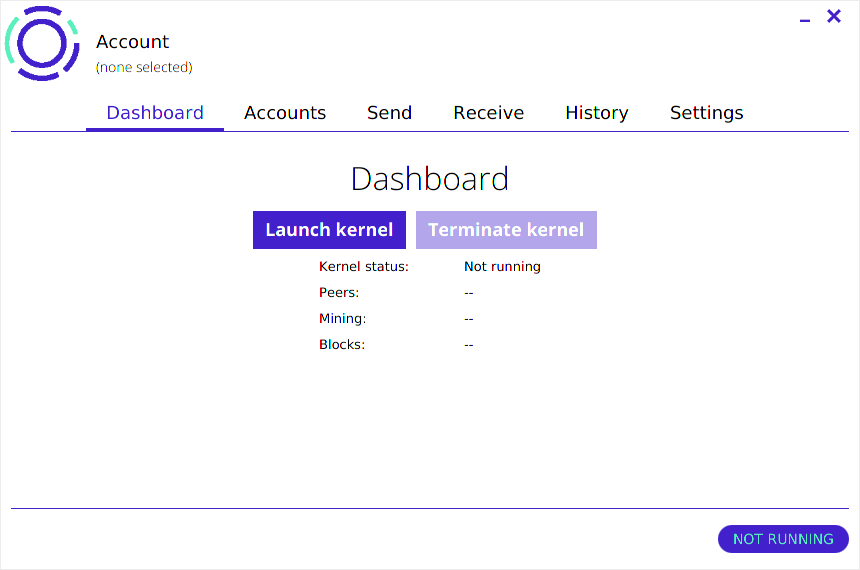 Account
(none selected)
Dashboard Accounts Send Receive History Settings
Dashboard
Launch kernel Terminate kernel
Kernel status: Not running
Peers: --
Mining: --
Blocks: --
NOT RUNNING